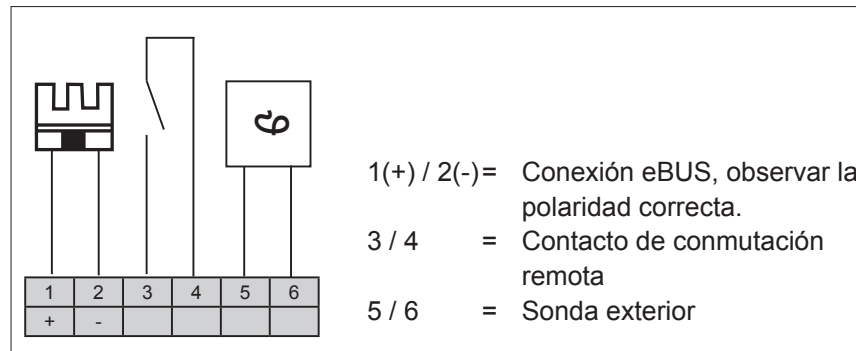 1 2 3 4 5 6
+ -
1(+) / 2(-) = Conexión eBUS, observar la
polaridad correcta.
3 / 4 = Contacto de conmutación
remota
5 / 6 = Sonda exterior